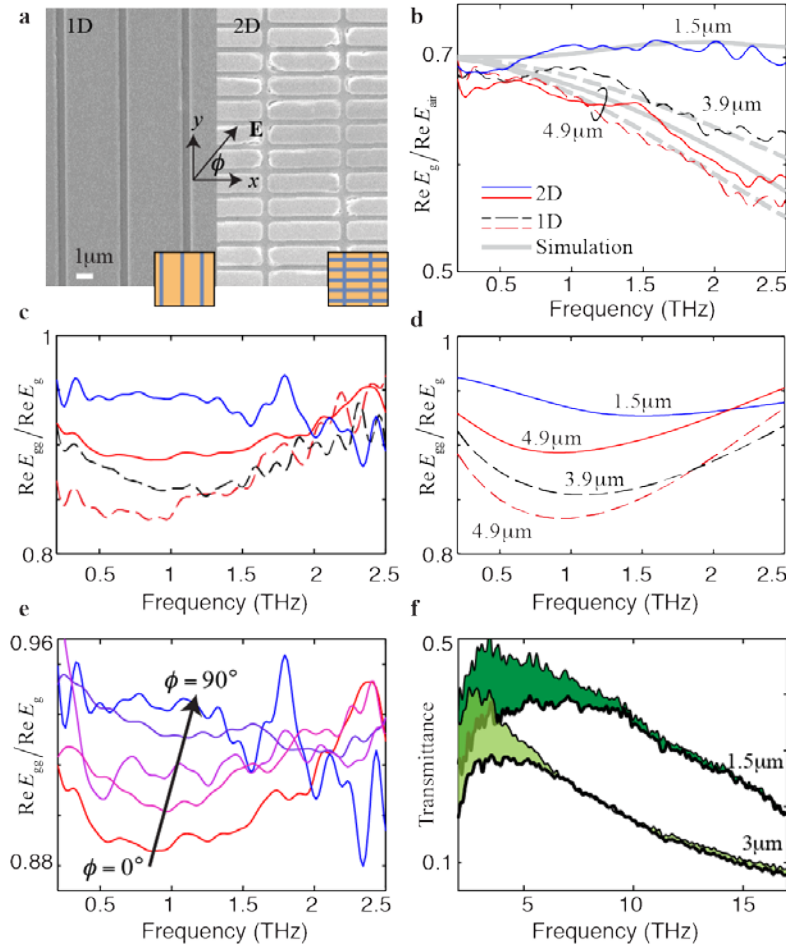 a
1D
2D
y
E
ϕ
x
1μm
b
0.7
0.5
Re E_g/Re E_air
1.5μm
3.9μm
4.9μm
2D
1D
Simulation
0.5 1 1.5 2 2.5
Frequency (THz)
c
1
0.8
Re E_gg/Re E_g
0.5 1 1.5 2 2.5
Frequency (THz)
d
1
0.8
Re E_gg/Re E_g
1.5μm
4.9μm
3.9μm
4.9μm
0.5 1 1.5 2 2.5
Frequency (THz)
e
0.96
0.88
Re E_gg/Re E_g
ϕ = 90°
ϕ = 0°
0.5 1 1.5 2 2.5
Frequency (THz)
f
0.5
0.1
Transmittance
1.5μm
3μm
5 10 15
Frequency (THz)